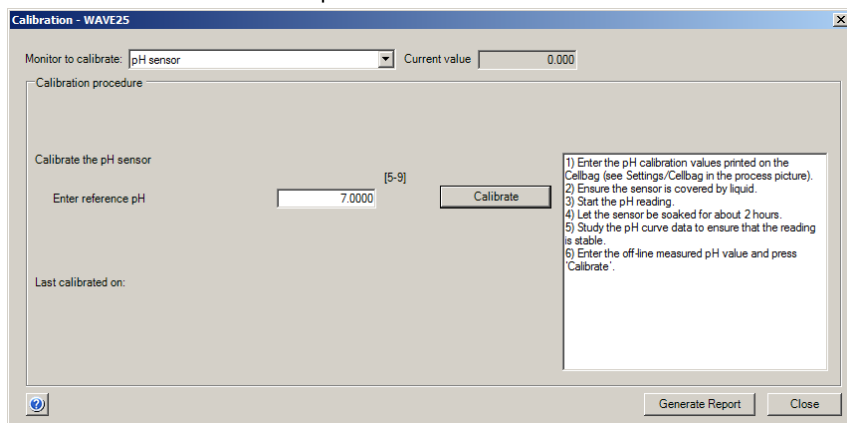 Calibration - WAVE25
Monitor to calibrate: pH sensor Current value 0.000
Calibration procedure
Calibrate the pH sensor
[5-9]
Enter reference pH 7.0000 Calibrate
1) Enter the pH calibration values printed on the
Cellbag (see Settings/Cellbag in the process picture).
2) Ensure the sensor is covered by liquid.
3) Start the pH reading.
4) Let the sensor be soaked for about 2 hours.
5) Study the pH curve data to ensure that the reading
is stable.
6) Enter the off-line measured pH value and press
'Calibrate'.
Last calibrated on:
Generate Report Close